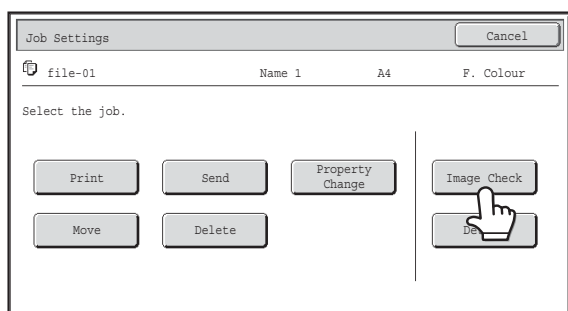 Job Settings Cancel
file-01 Name 1 A4 F. Colour
Select the job.
Print Send Property Change Image Check
Move Delete